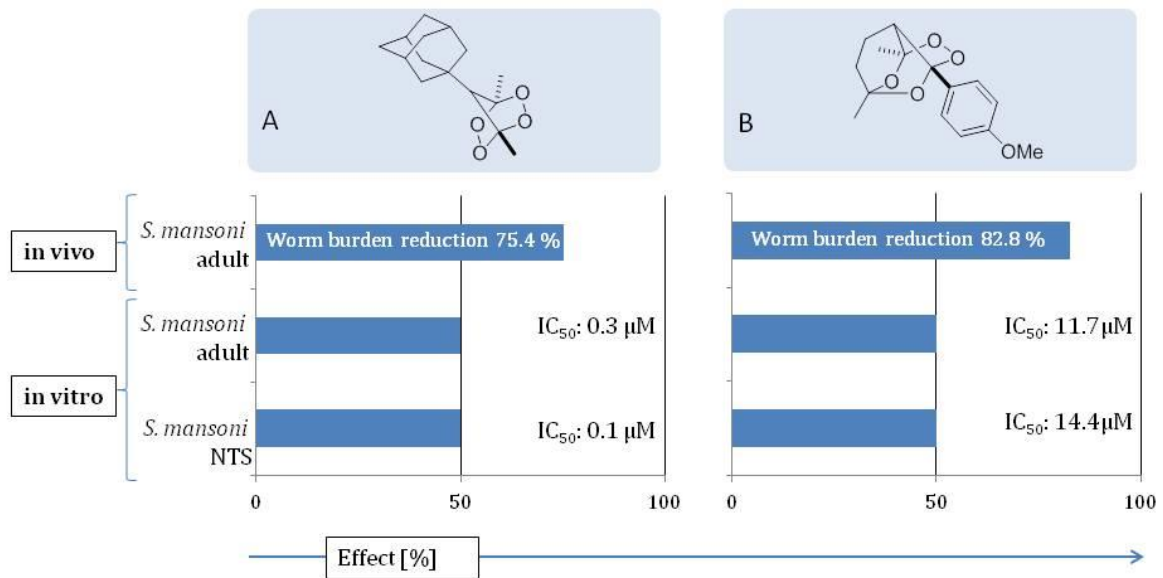 A
O
O
O
O
B
O
O
O
O
OMe
in vivo
S. mansoni
adult
Worm burden reduction 75.4 %
Worm burden reduction 82.8 %
in vitro
S. mansoni
adult
IC50: 0.3 µM
IC50: 11.7µM
S. mansoni
NTS
IC50: 0.1 µM
IC50: 14.4µM
0
50
100
0
50
100
Effect [%]